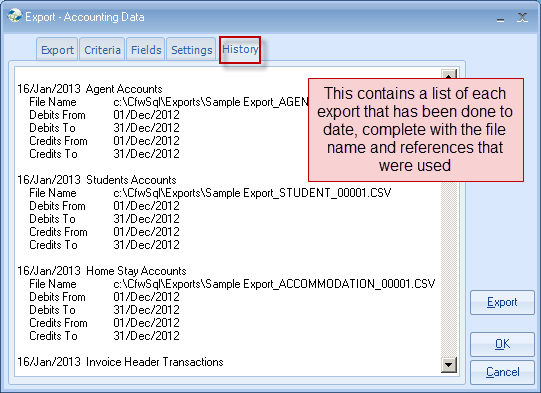 Export - Accounting Data
Export Criteria Fields Settings History
16/Jan/2013 Agent Accounts
File Name c:\CfwSql\Exports\Sample Export_AGEN
Debits From 01/Dec/2012
Debits To 31/Dec/2012
Credits From 01/Dec/2012
Credits To 31/Dec/2012
This contains a list of each
export that has been done to
date, complete with the file
name and references that
were used
16/Jan/2013 Students Accounts
File Name c:\CfwSql\Exports\Sample Export_STUDENT_00001.CSV
Debits From 01/Dec/2012
Debits To 31/Dec/2012
Credits From 01/Dec/2012
Credits To 31/Dec/2012
16/Jan/2013 Home Stay Accounts
File Name c:\CfwSql\Exports\Sample Export_ACCOMMODATION_00001.CSV
Debits From 01/Dec/2012
Debits To 31/Dec/2012
Credits From 01/Dec/2012
Credits To 31/Dec/2012
16/Jan/2013 Invoice Header Transactions
Export
OK
Cancel